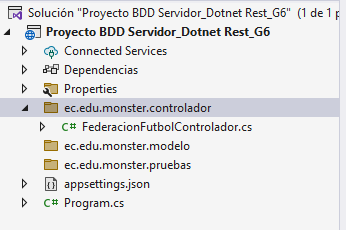 Solución "Proyecto BDD Servidor_Dotnet Rest_G6" (1 de 1 p
Proyecto BDD Servidor_Dotnet Rest_G6
Connected Services
Dependencias
Properties
ec.edu.monster.controlador
C# FederacionFutbolControlador.cs
ec.edu.monster.modelo
ec.edu.monster.pruebas
appsettings.json
C# Program.cs